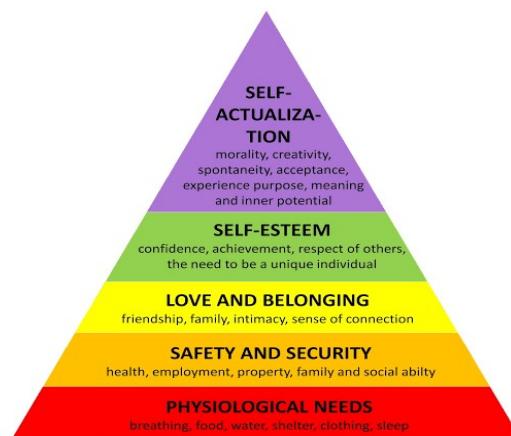 SELF-
ACTUALIZA-
TION
morality, creativity,
spontaneity, acceptance,
experience purpose, meaning
and inner potential
SELF-ESTEEM
confidence, achievement, respect of others,
the need to be a unique individual
LOVE AND BELONGING
friendship, family, intimacy, sense of connection
SAFETY AND SECURITY
health, employment, property, family and social abilty
PHYSIOLOGICAL NEEDS
breathing, food, water, shelter, clothing, sleep